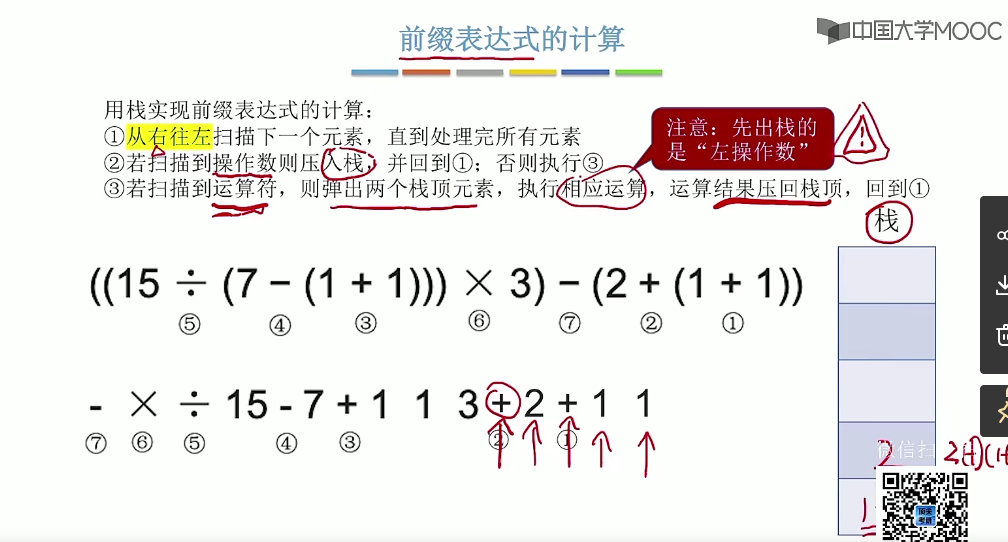 前缀表达式的计算
中国大学MOOC
用栈实现前缀表达式的计算：
①从右往左扫描下一个元素，直到处理完所有元素
②若扫描到操作数则压入栈，并回到①；否则执行③
③若扫描到运算符，则弹出两个栈顶元素，执行相应运算，运算结果压回栈顶，回到①
注意：先出栈的
是“左操作数”
栈
((15 ÷ (7 − (1 + 1))) × 3) − (2 + (1 + 1))
⑤ ④ ③ ⑥ ⑦ ② ①
- × ÷ 15 - 7 + 1 1 3 + 2 + 1 1
⑦ ⑥ ⑤ ④ ③ ② ①
2
微信扫